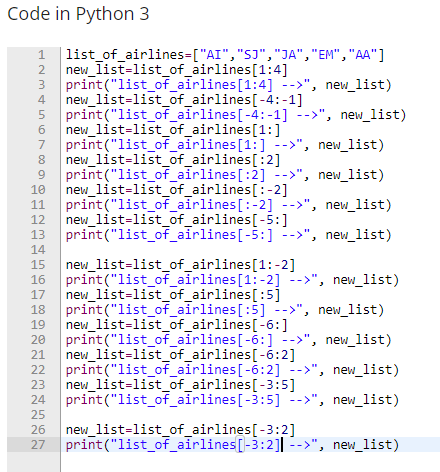 Code in Python 3
1 list_of_airlines=["AI","SJ","JA","EM","AA"]
2 new_list=list_of_airlines[1:4]
3 print("list_of_airlines[1:4] -->", new_list)
4 new_list=list_of_airlines[-4:-1]
5 print("list_of_airlines[-4:-1] -->", new_list)
6 new_list=list_of_airlines[1:]
7 print("list_of_airlines[1:] -->", new_list)
8 new_list=list_of_airlines[:2]
9 print("list_of_airlines[:2] -->", new_list)
10 new_list=list_of_airlines[:-2]
11 print("list_of_airlines[:-2] -->", new_list)
12 new_list=list_of_airlines[-5:]
13 print("list_of_airlines[-5:] -->", new_list)
14
15 new_list=list_of_airlines[1:-2]
16 print("list_of_airlines[1:-2] -->", new_list)
17 new_list=list_of_airlines[:5]
18 print("list_of_airlines[:5] -->", new_list)
19 new_list=list_of_airlines[-6:]
20 print("list_of_airlines[-6:] -->", new_list)
21 new_list=list_of_airlines[-6:2]
22 print("list_of_airlines[-6:2] -->", new_list)
23 new_list=list_of_airlines[-3:5]
24 print("list_of_airlines[-3:5] -->", new_list)
25
26 new_list=list_of_airlines[-3:2]
27 print("list_of_airlines[-3:2] -->", new_list)